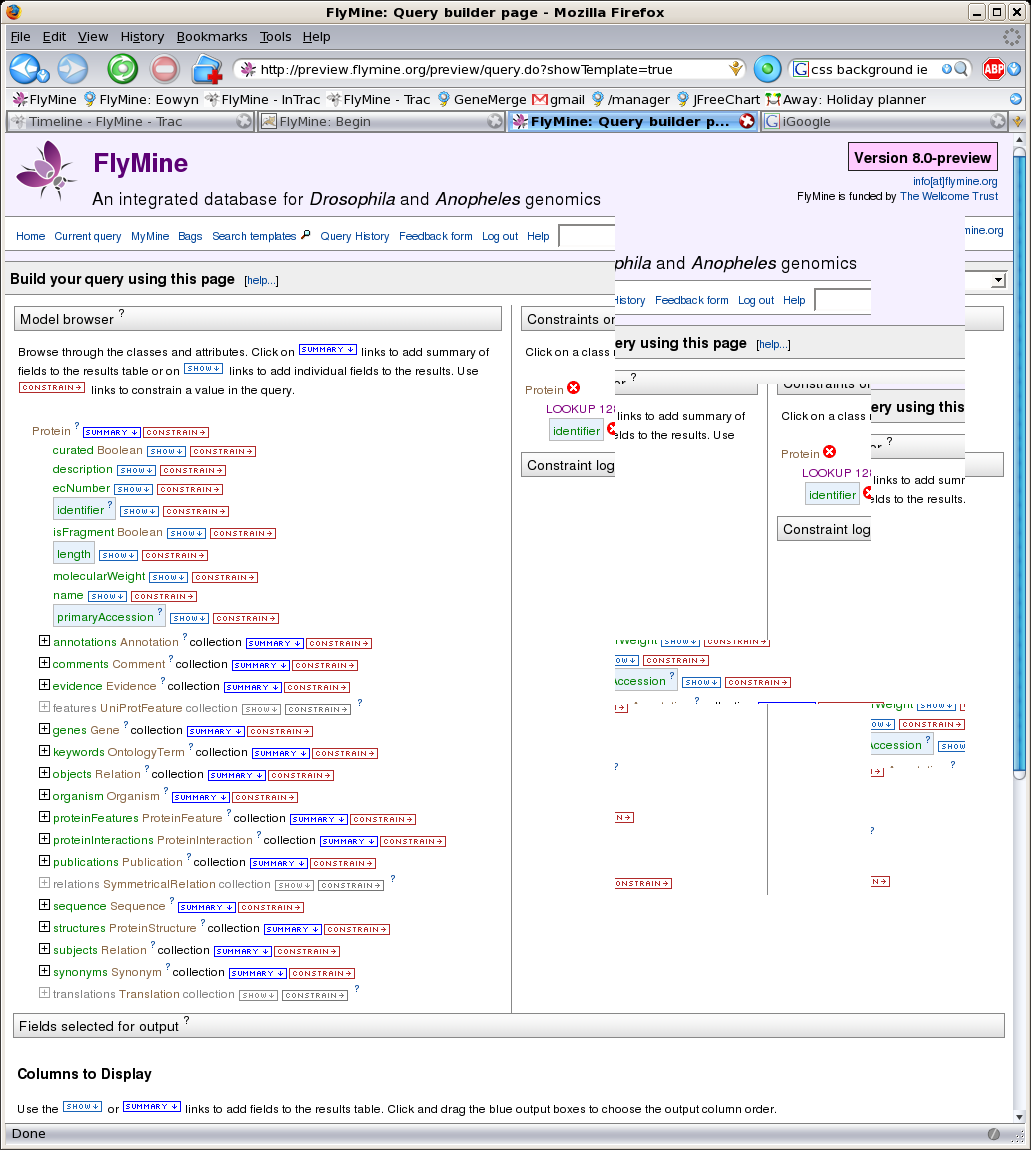 FlyMine: Query builder page - Mozilla Firefox
File Edit View History Bookmarks Tools Help
http://preview.flymine.org/preview/query.do?showTemplate=true
css background ie
ABP
FlyMine FlyMine: Eowyn FlyMine - InTrac FlyMine - Trac GeneMerge gmail /manager JFreeChart Away: Holiday planner
Timeline - FlyMine - Trac FlyMine: Begin FlyMine: Query builder p... iGoogle
FlyMine
Version 8.0-preview
An integrated database for Drosophila and Anopheles genomics
info[at]flymine.org
FlyMine is funded by The Wellcome Trust
Home Current query MyMine Bags Search templates Query History Feedback form Log out Help
mine.org
phila and Anopheles genomics
Build your query using this page [help...]
History Feedback form Log out Help
Model browser ?
Constraints or
ery using this page [help...]
Browse through the classes and attributes. Click on SUMMARY links to add summary of
fields to the results table or on SHOW links to add individual fields to the results. Use
CONSTRAIN links to constrain a value in the query.
Click on a class
er ?
Protein
LOOKUP 128
identifier
Constraint log
links to add summary of
elds to the results. Use
Constraints or
Click on a class
ery using this
Protein
LOOKUP 128
identifier
Constraint log
er ?
links to add summ
elds to the results.
Protein ? SUMMARY CONSTRAIN
curated Boolean SHOW CONSTRAIN
description SHOW CONSTRAIN
ecNumber SHOW CONSTRAIN
identifier ? SHOW CONSTRAIN
isFragment Boolean SHOW CONSTRAIN
length SHOW CONSTRAIN
molecularWeight SHOW CONSTRAIN
name SHOW CONSTRAIN
primaryAccession ? SHOW CONSTRAIN
annotations Annotation ? collection SUMMARY CONSTRAIN
comments Comment ? collection SUMMARY CONSTRAIN
evidence Evidence ? collection SUMMARY CONSTRAIN
features UniProtFeature collection SHOW CONSTRAIN ?
genes Gene ? collection SUMMARY CONSTRAIN
keywords OntologyTerm ? collection SUMMARY CONSTRAIN
objects Relation ? collection SUMMARY CONSTRAIN
organism Organism ? SUMMARY CONSTRAIN
proteinFeatures ProteinFeature ? collection SUMMARY CONSTRAIN
proteinInteractions ProteinInteraction ? collection SUMMARY CONSTRAIN
publications Publication ? collection SUMMARY CONSTRAIN
relations SymmetricalRelation collection SHOW CONSTRAIN ?
sequence Sequence ? SUMMARY CONSTRAIN
structures ProteinStructure ? collection SUMMARY CONSTRAIN
subjects Relation ? collection SUMMARY CONSTRAIN
synonyms Synonym ? collection SUMMARY CONSTRAIN
translations Translation collection SHOW CONSTRAIN ?
Weight SHOW CONSTRAIN
OW CONSTRAIN
Accession ? SHOW CONSTRAIN
Weight SHOW
OW CONSTRAIN
Accession ? SHOW
?
N
ONSTRAIN
?
?
N
Fields selected for output ?
Columns to Display
Use the SHOW or SUMMARY links to add fields to the results table. Click and drag the blue output boxes to choose the output column order.
Done